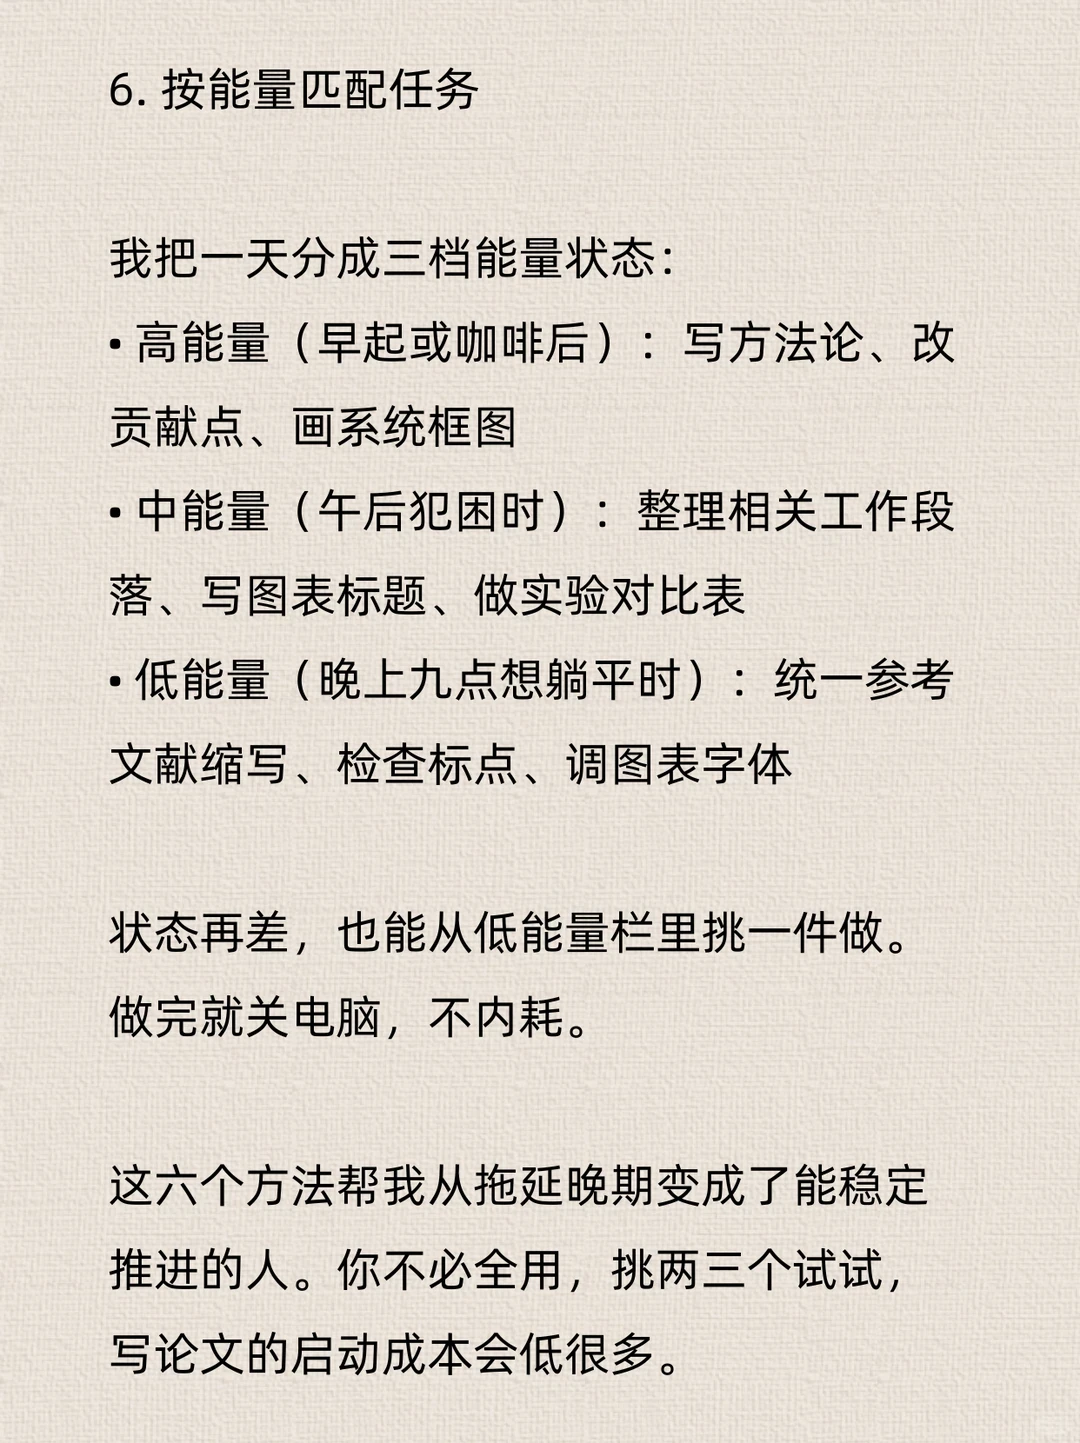 6. 按能量匹配任务
我把一天分成三档能量状态：
• 高能量（早起或咖啡后）：写方法论、改
贡献点、画系统框图
• 中能量（午后犯困时）：整理相关工作段
落、写图表标题、做实验对比表
• 低能量（晚上九点想躺平时）：统一参考
文献缩写、检查标点、调图表字体
状态再差，也能从低能量栏里挑一件做。
做完就关电脑，不内耗。
这六个方法帮我从拖延晚期变成了能稳定
推进的人。你不必全用，挑两三个试试，
写论文的启动成本会低很多。